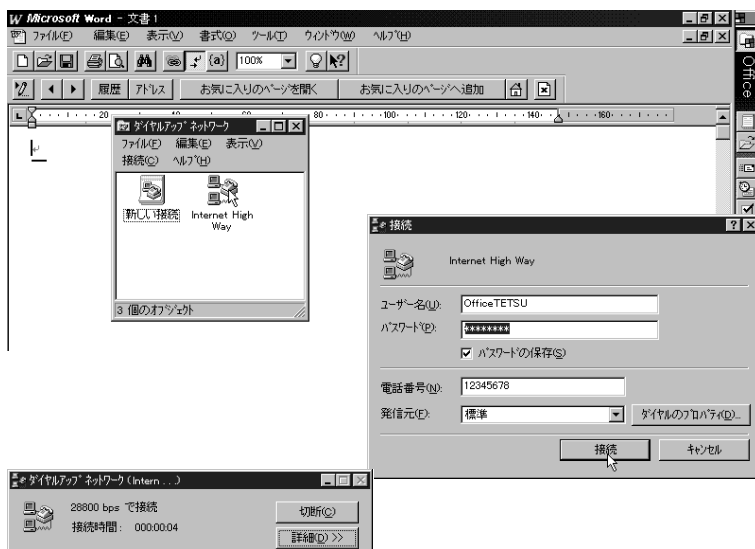 Microsoft Word - 文書 1
ファイル(F) 編集(E) 表示(V) 書式(O) ツール(T) ウィンドウ(W) ヘルプ(H)
100%
履歴 アドレス お気に入りのページを開く お気に入りのページへ追加
Office
20 80 100 120 140 160
ダイヤルアップ ネットワーク
ファイル(F) 編集(E) 表示(V)
接続(C) ヘルプ(H)
新しい接続 Internet High Way
3 個のオブジェクト
接続
Internet High Way
ユーザー名(U): OfficeTETSU
パスワード(P): ********
パスワードの保存(S)
電話番号(N): 12345678
発信元(F): 標準 ダイヤルのプロパティ(D)...
接続 キャンセル
ダイヤルアップ ネットワーク (Intern...)
28800 bps で接続 切断(C)
接続時間: 000:00:04
詳細(D) >>